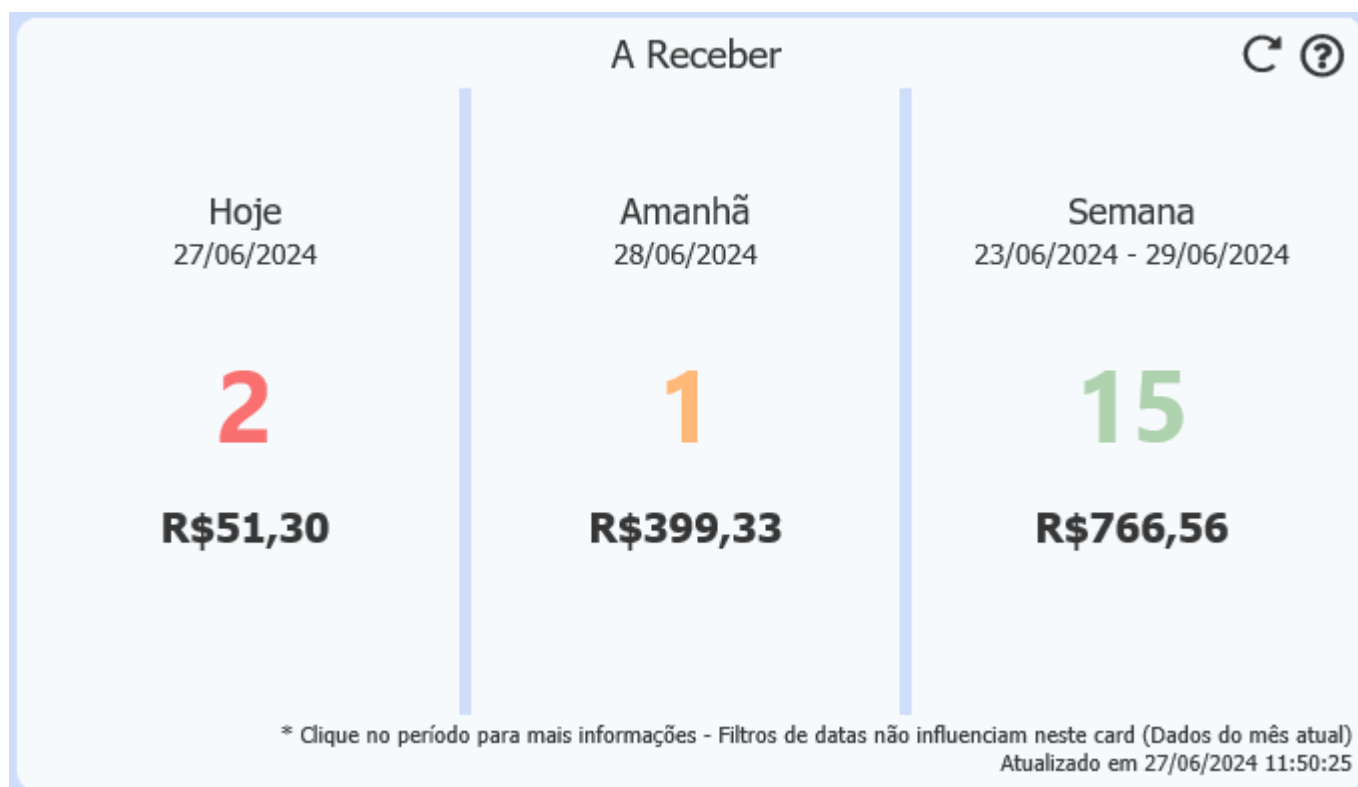 A Receber
Hoje
27/06/2024
2
R$51,30
Amanhã
28/06/2024
1
R$399,33
Semana
23/06/2024 - 29/06/2024
15
R$766,56
* Clique no período para mais informações - Filtros de datas não influenciam neste card (Dados do mês atual)
Atualizado em 27/06/2024 11:50:25